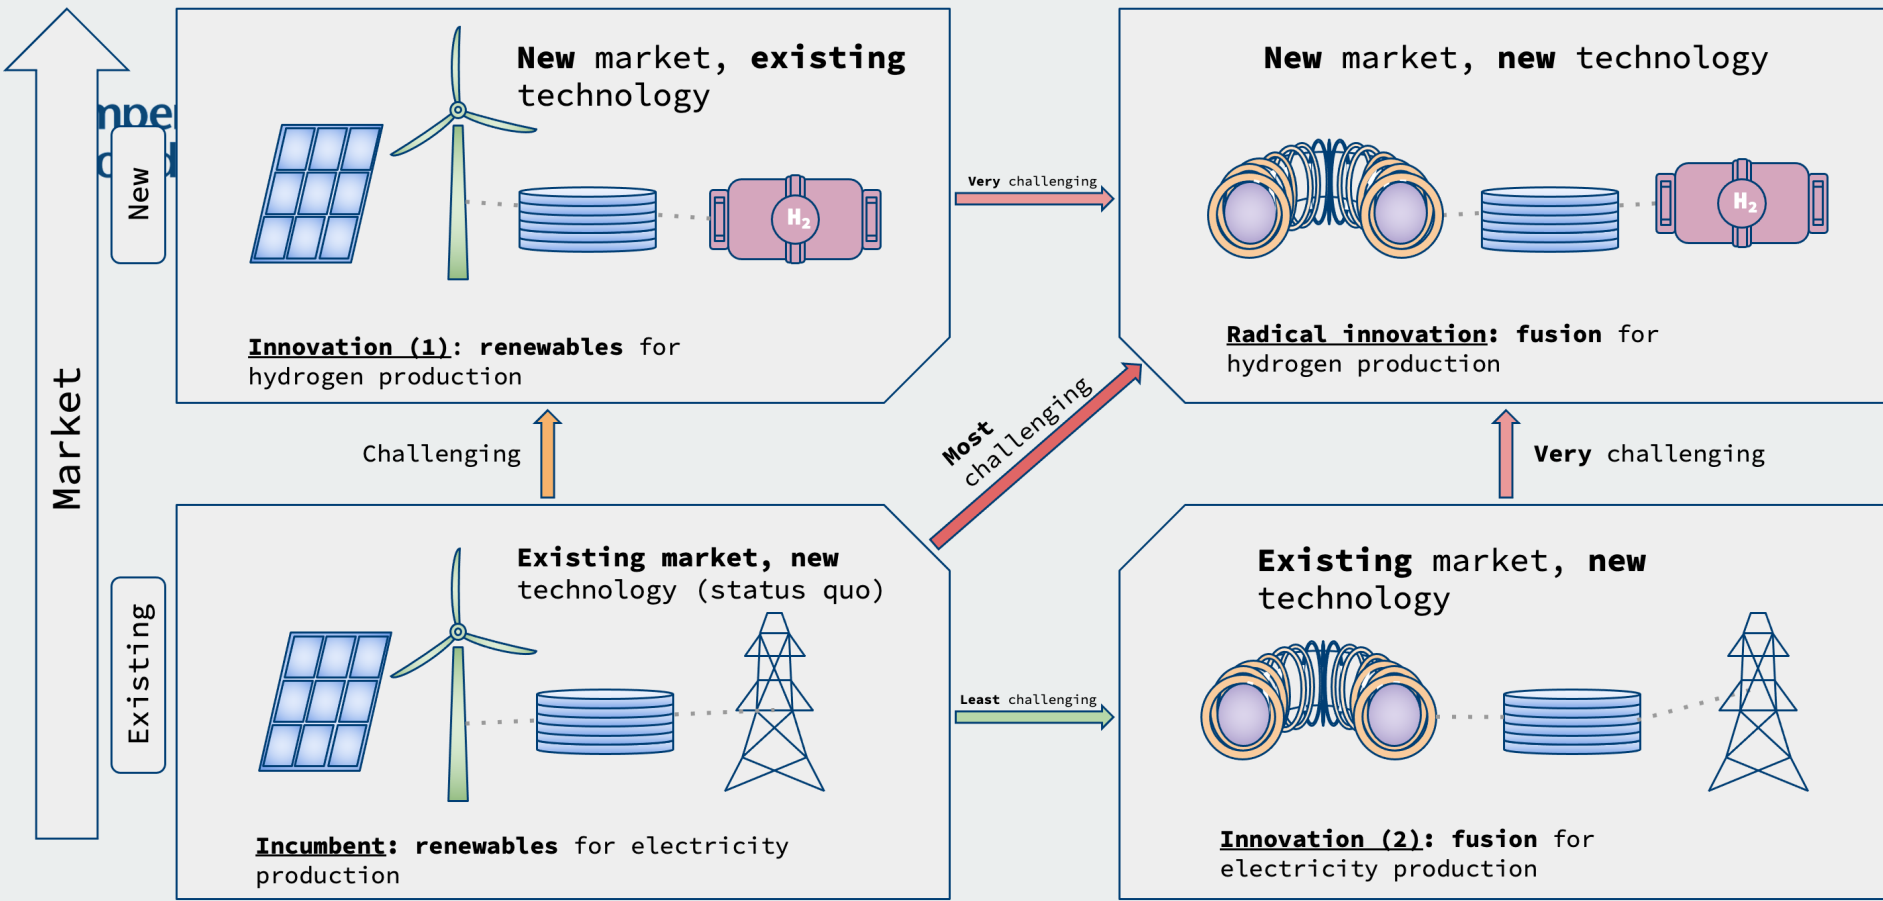 New market, existing
technology
New market, new technology
New
H₂
H₂
Very challenging
Innovation (1): renewables for
hydrogen production
Radical innovation: fusion for
hydrogen production
Market
Challenging
Most
challenging
Very challenging
Existing market, new
technology (status quo)
Existing market, new
technology
Existing
Least challenging
Incumbent: renewables for electricity
production
Innovation (2): fusion for
electricity production